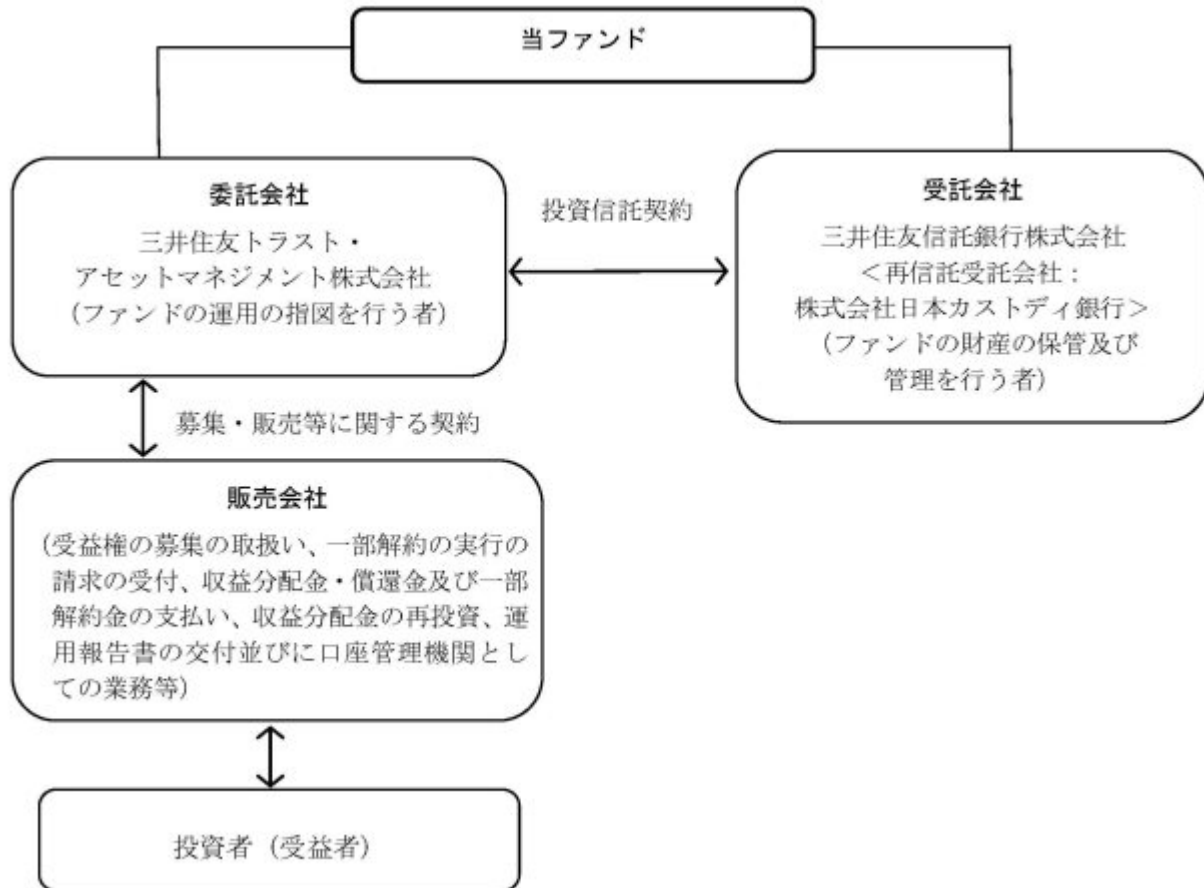 当ファンド
委託会社
三井住友トラスト・
アセットマネジメント株式会社
（ファンドの運用の指図を行う者）
投資信託契約
受託会社
三井住友信託銀行株式会社
＜再信託受託会社：
株式会社日本カストディ銀行＞
（ファンドの財産の保管及び
管理を行う者）
募集・販売等に関する契約
販売会社
（受益権の募集の取扱い、一部解約の実行の
請求の受付、収益分配金・償還金及び一部
解約金の支払い、収益分配金の再投資、運
用報告書の交付並びに口座管理機関とし
ての業務等）
投資者（受益者）